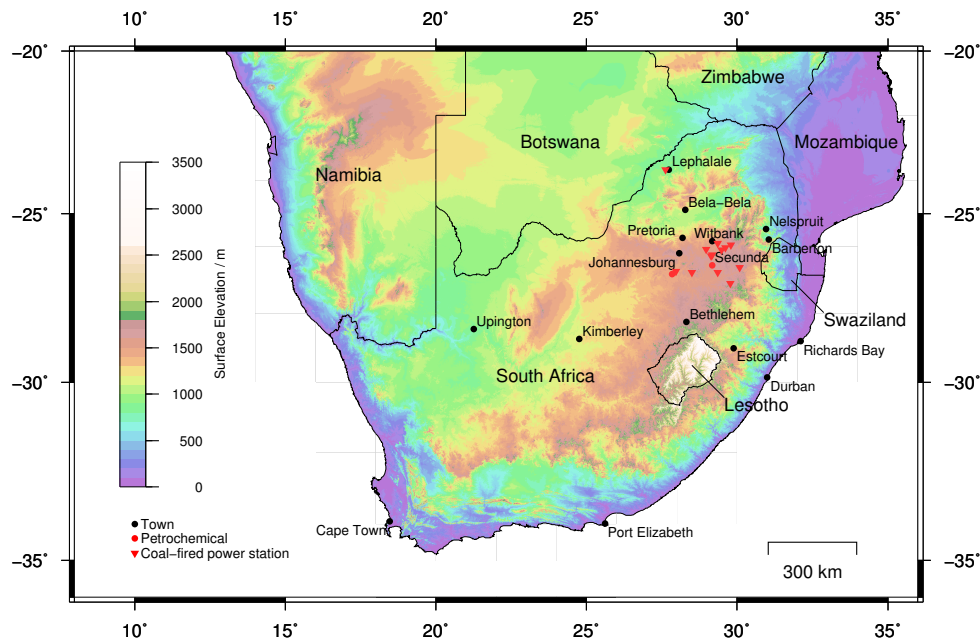 10° 15° 20° 25° 30° 35°
−20° −20°
Zimbabwe
Botswana
Mozambique
Lephalale
Namibia
3500
3000
2500
2000
1500
1000
500
0
Surface Elevation / m
Bela−Bela
−25° −25°
Nelspruit
Pretoria
Witbank
Barberton
Johannesburg
Secunda
Upington
Kimberley
Bethlehem
Swaziland
Estcourt
Richards Bay
South Africa
−30° −30°
Durban
Lesotho
Town
Petrochemical
Coal−fired power station
Cape Town
Port Elizabeth
−35° −35°
300 km
10° 15° 20° 25° 30° 35°